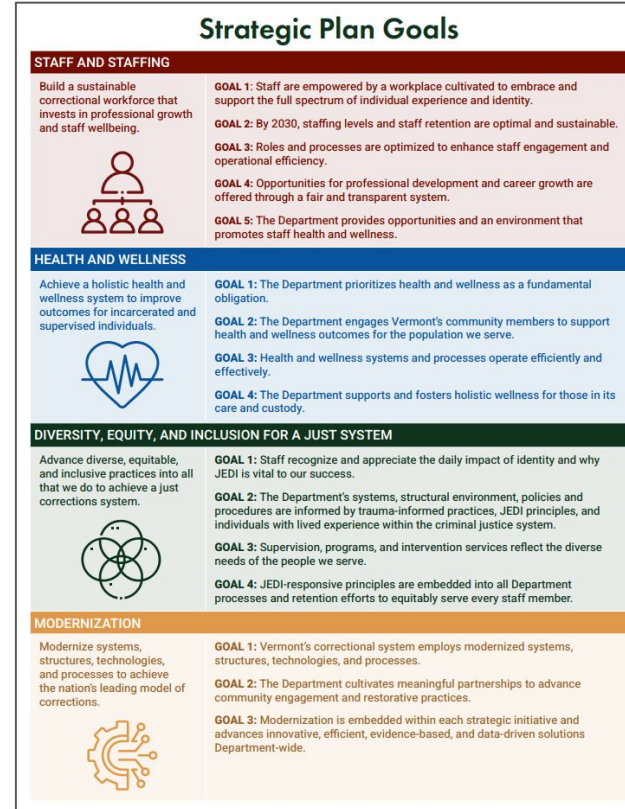 Strategic Plan Goals
STAFF AND STAFFING
Build a sustainable
correctional workforce that
invests in professional growth
and staff wellbeing.
GOAL 1: Staff are empowered by a workplace cultivated to embrace and
support the full spectrum of individual experience and identity.
GOAL 2: By 2030, staffing levels and staff retention are optimal and sustainable.
GOAL 3: Roles and processes are optimized to enhance staff engagement and
operational efficiency.
GOAL 4: Opportunities for professional development and career growth are
offered through a fair and transparent system.
GOAL 5: The Department provides opportunities and an environment that
promotes staff health and wellness.
HEALTH AND WELLNESS
Achieve a holistic health and
wellness system to improve
outcomes for incarcerated and
supervised individuals.
GOAL 1: The Department prioritizes health and wellness as a fundamental
obligation.
GOAL 2: The Department engages Vermont's community members to support
health and wellness outcomes for the population we serve.
GOAL 3: Health and wellness systems and processes operate efficiently and
effectively.
GOAL 4: The Department supports and fosters holistic wellness for those in its
care and custody.
DIVERSITY, EQUITY, AND INCLUSION FOR A JUST SYSTEM
Advance diverse, equitable,
and inclusive practices into all
that we do to achieve a just
corrections system.
GOAL 1: Staff recognize and appreciate the daily impact of identity and why
JEDI is vital to our success.
GOAL 2: The Department's systems, structural environment, policies and
procedures are informed by trauma-informed practices, JEDI principles, and
individuals with lived experience within the criminal justice system.
GOAL 3: Supervision, programs, and intervention services reflect the diverse
needs of the people we serve.
GOAL 4: JEDI-responsive principles are embedded into all Department
processes and retention efforts to equitably serve every staff member.
MODERNIZATION
Modernize systems,
structures, technologies,
and processes to achieve
the nation's leading model of
corrections.
GOAL 1: Vermont's correctional system employs modernized systems,
structures, technologies, and processes.
GOAL 2: The Department cultivates meaningful partnerships to advance
community engagement and restorative practices.
GOAL 3: Modernization is embedded within each strategic initiative and
advances innovative, efficient, evidence-based, and data-driven solutions
Department-wide.